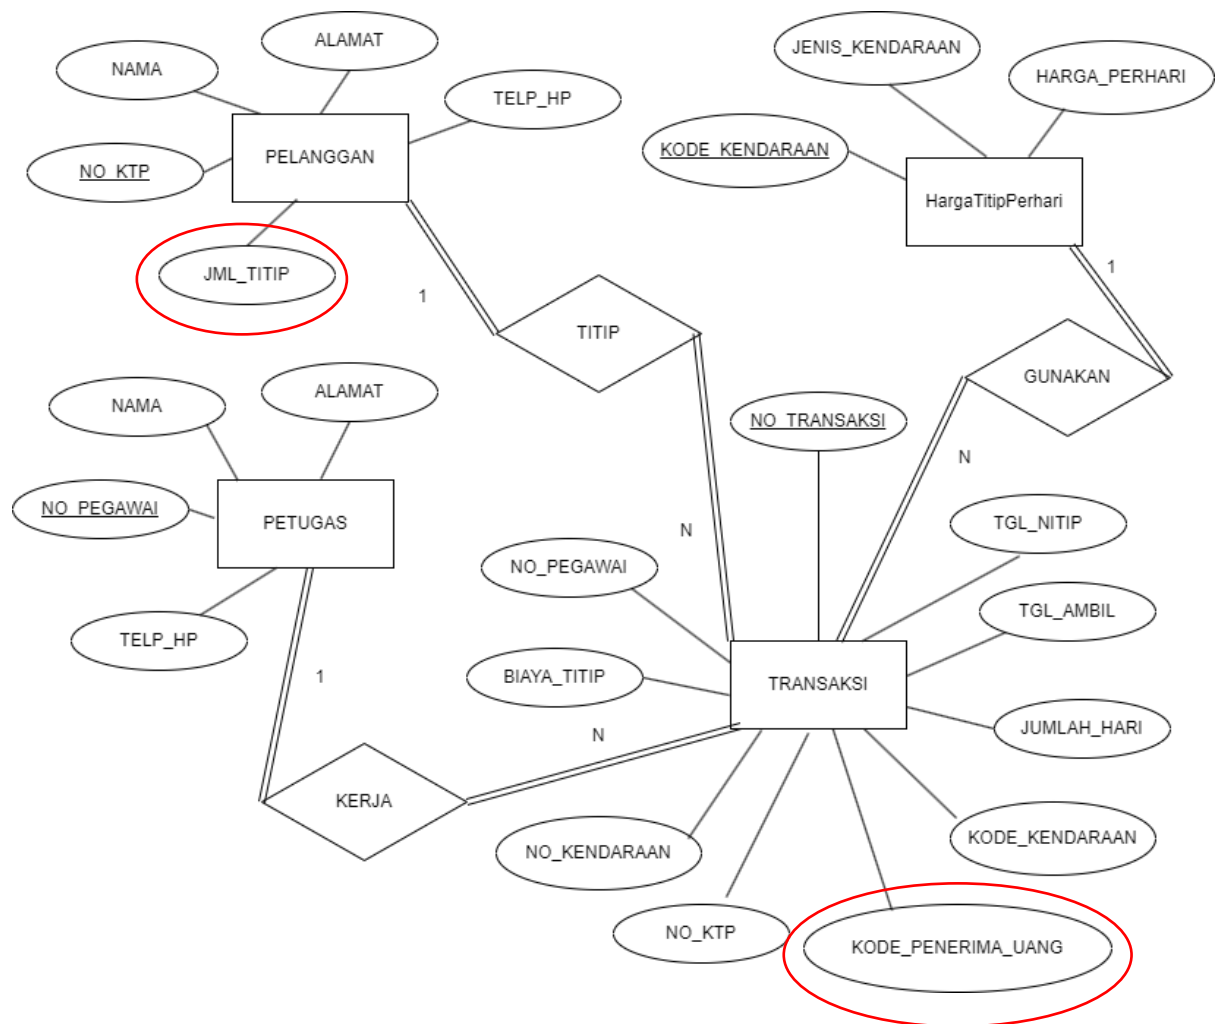 ALAMAT
NAMA
TELP_HP
PELANGGAN
NO_KTP
JML_TITIP
JENIS_KENDARAAN
HARGA_PERHARI
KODE_KENDARAAN
HargaTitipPerhari
1
1
TITIP
GUNAKAN
ALAMAT
NAMA
NO_PEGAWAI
PETUGAS
TELP_HP
1
KERJA
N
NO_TRANSAKSI
N
N
TGL_NITIP
NO_PEGAWAI
TGL_AMBIL
BIAYA_TITIP
TRANSAKSI
JUMLAH_HARI
KODE_KENDARAAN
NO_KENDARAAN
NO_KTP
KODE_PENERIMA_UANG